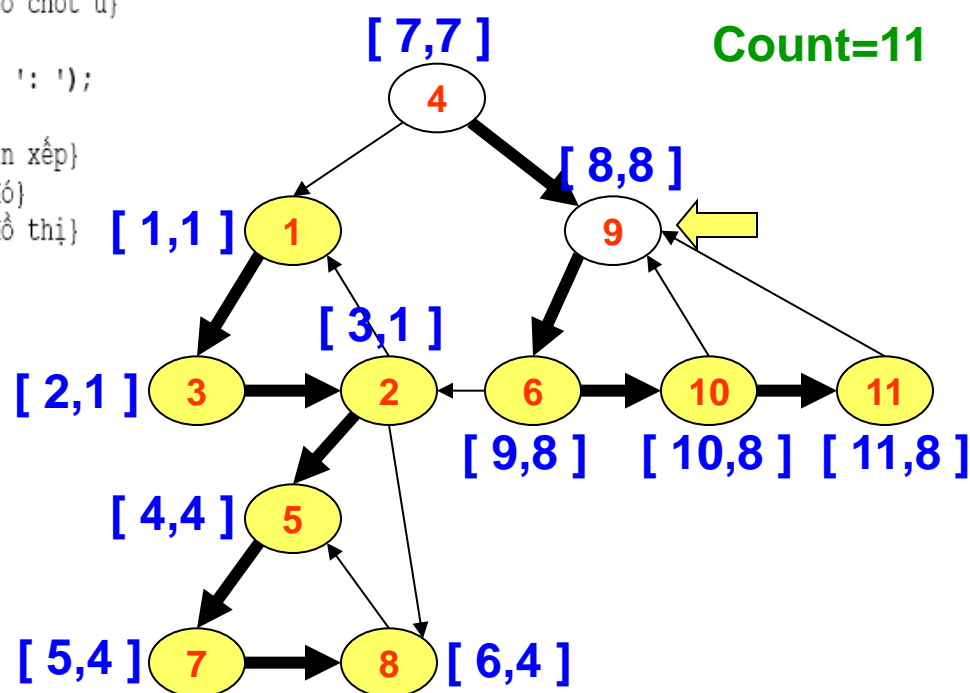 chốt u}
[ 7,7 ]
Count=11
': ');
4
xếp}
[ 8,8 ]
đồ thị}
[ 1,1 ]
1
9
[ 3,1 ]
[ 2,1 ]
3
2
6
10
11
[ 9,8 ]
[ 10,8 ]
[ 11,8 ]
[ 4,4 ]
5
[ 5,4 ]
7
8
[ 6,4 ]